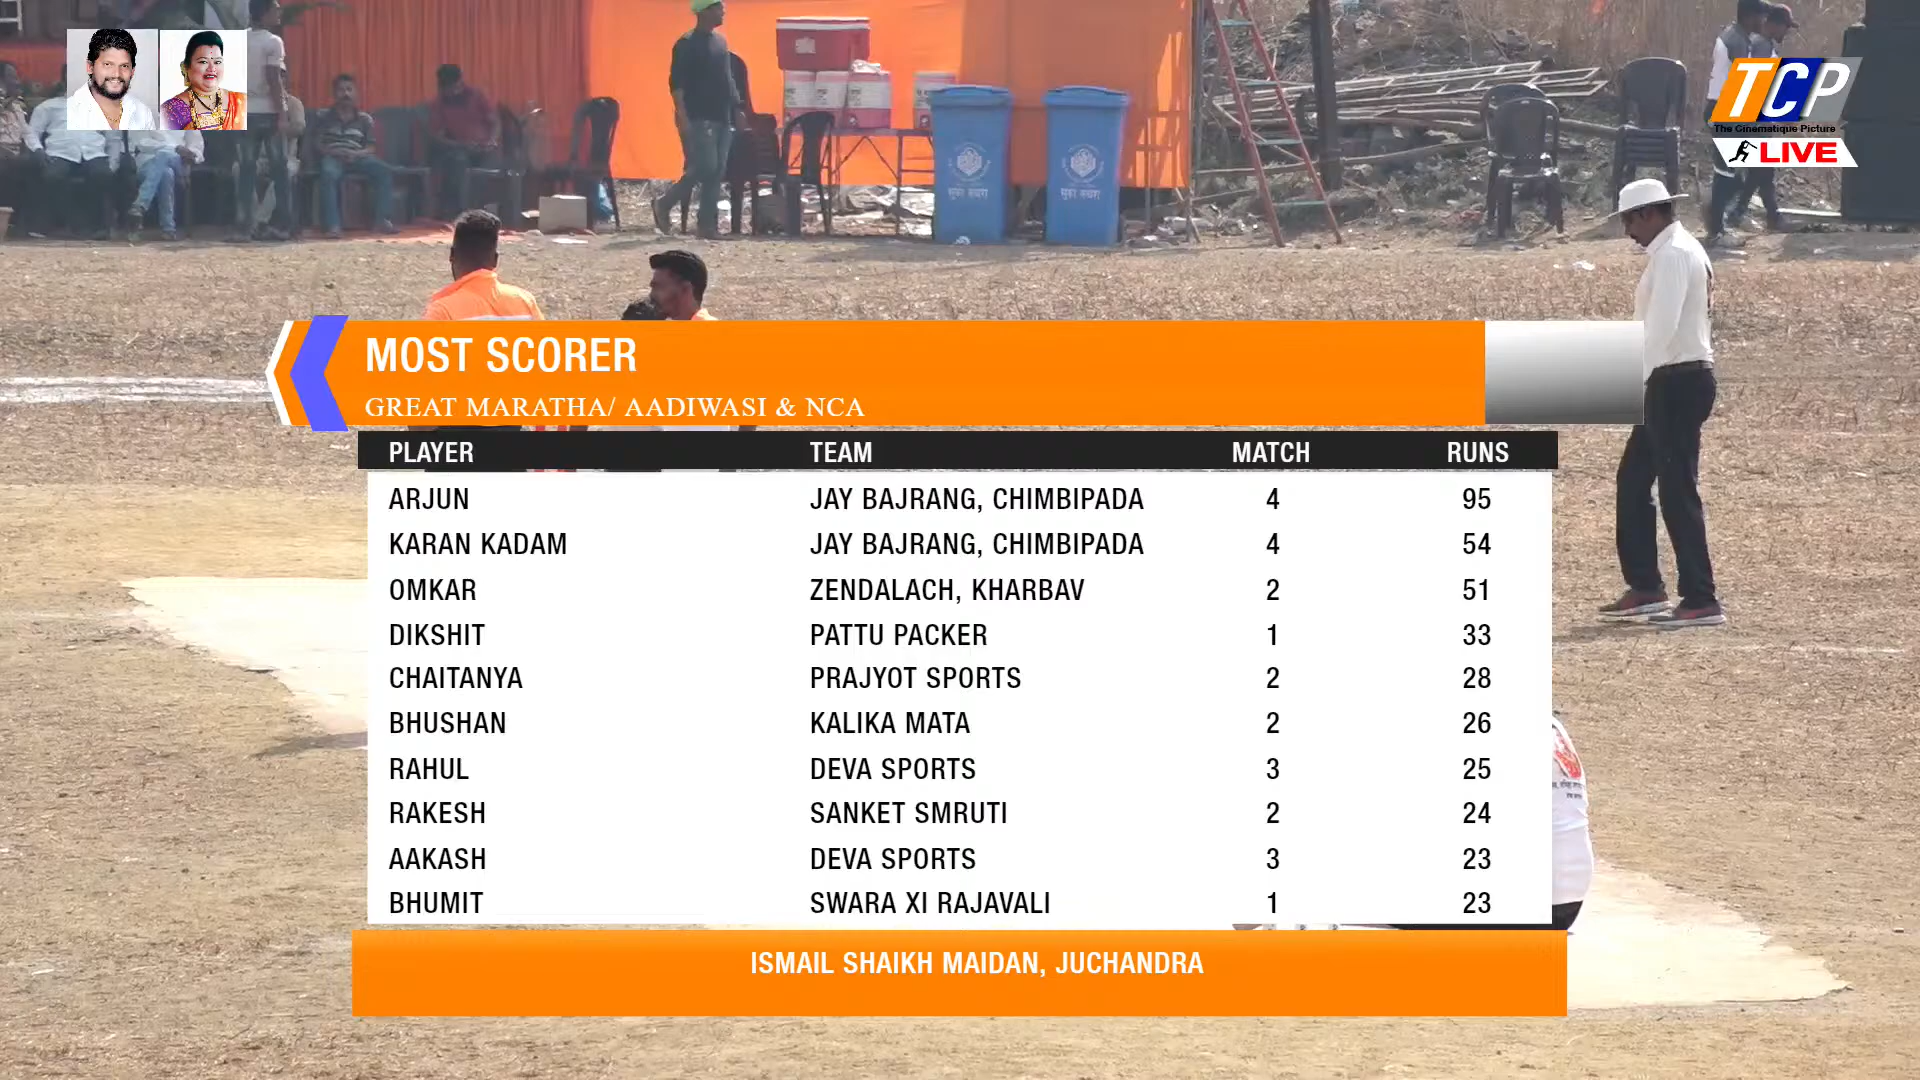 TCP
The Cinematique Picture
LIVE
सुका कचरा
सुका कचरा
MOST SCORER
GREAT MARATHA/ AADIWASI & NCA
PLAYER TEAM MATCH RUNS
ARJUN JAY BAJRANG, CHIMBIPADA 4 95
KARAN KADAM JAY BAJRANG, CHIMBIPADA 4 54
OMKAR ZENDALACH, KHARBAV 2 51
DIKSHIT PATTU PACKER 1 33
CHAITANYA PRAJYOT SPORTS 2 28
BHUSHAN KALIKA MATA 2 26
RAHUL DEVA SPORTS 3 25
RAKESH SANKET SMRUTI 2 24
AAKASH DEVA SPORTS 3 23
BHUMIT SWARA XI RAJAVALI 1 23
ISMAIL SHAIKH MAIDAN, JUCHANDRA